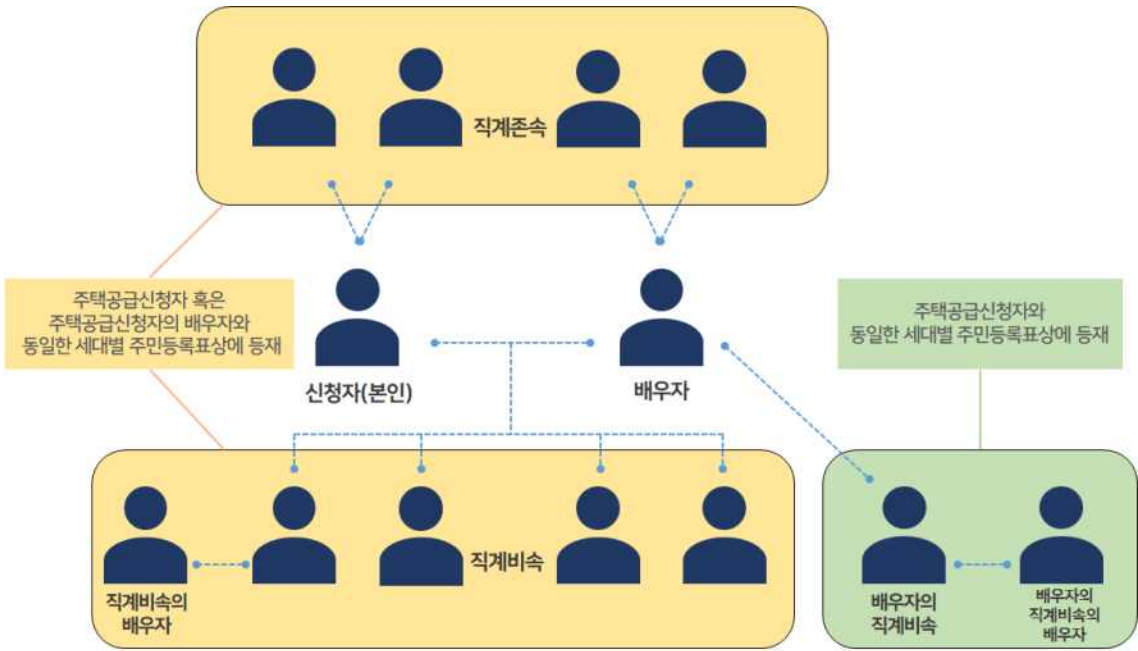 직계존속
주택공급신청자 혹은
주택공급신청자의 배우자와
동일한 세대별 주민등록표상에 등재
주택공급신청자와
동일한 세대별 주민등록표상에 등재
신청자(본인)
배우자
직계비속
직계비속의
배우자
배우자의
직계비속
배우자의
직계비속의
배우자